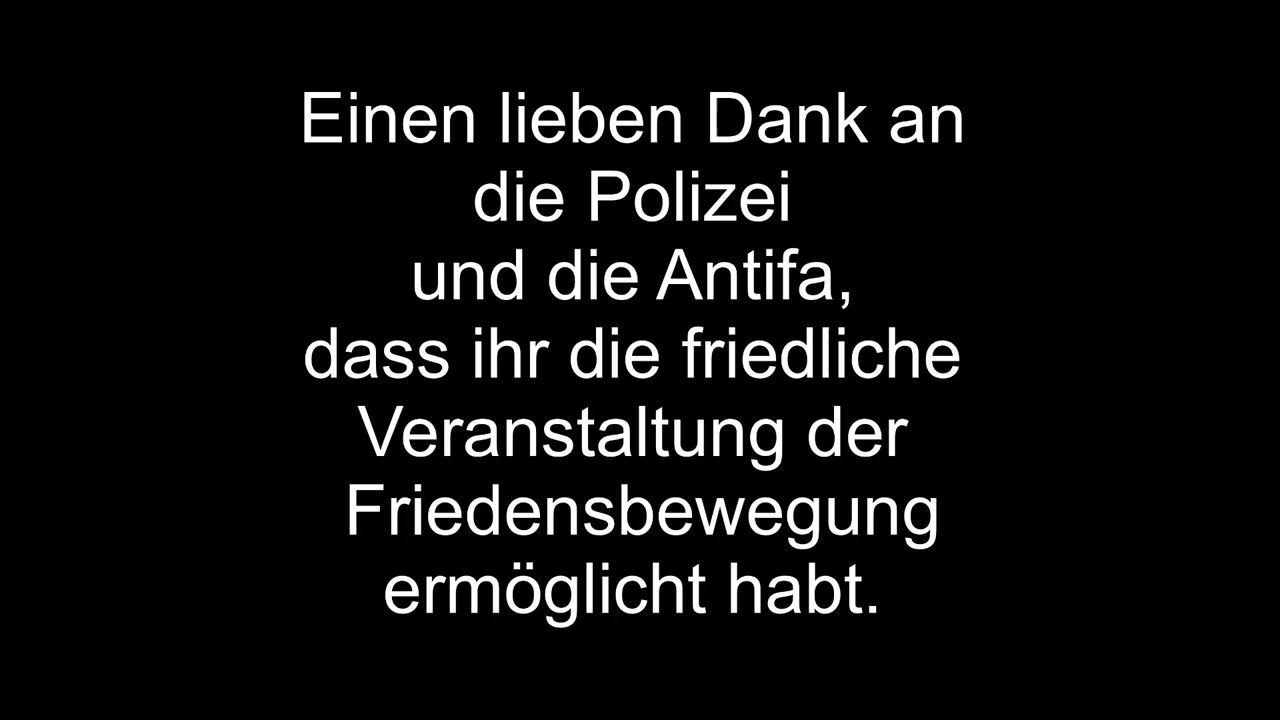 Einen lieben Dank an
die Polizei
und die Antifa,
dass ihr die friedliche
Veranstaltung der
Friedensbewegung
ermöglicht habt.